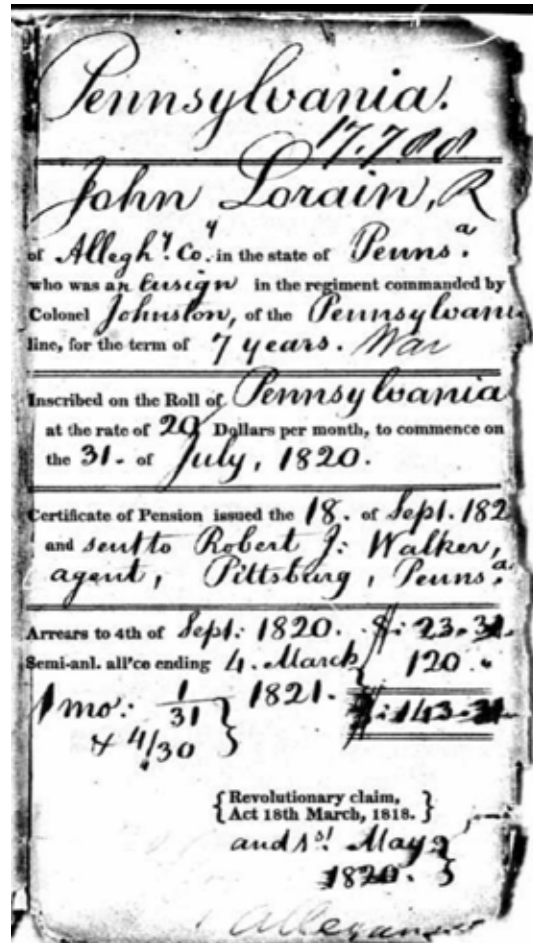 Pennsylvania.
17.788
John Lorain, R
of Allegh.y Co.y in the state of Penns.a
who was an Ensign in the regiment commanded by
Colonel Johnston, of the Pennsylvani
line, for the term of 7 years. War
Inscribed on the Roll of Pennsylvania
at the rate of 20 Dollars per month, to commence on
the 31. of July, 1820.
Certificate of Pension issued the 18. of Sept. 182
and sent to Robert J: Walker,
agent, Pittsburg, Penns.a
Arrears to 4th of Sept: 1820. $: 23.31.
Semi-anl. all'ce ending 4. March 120.
1 mo: 1/31 } 1821. $: 143.31
& 4/30
{ Revolutionary claim,
Act 18th March, 1818. }
and 1st May
1820. }